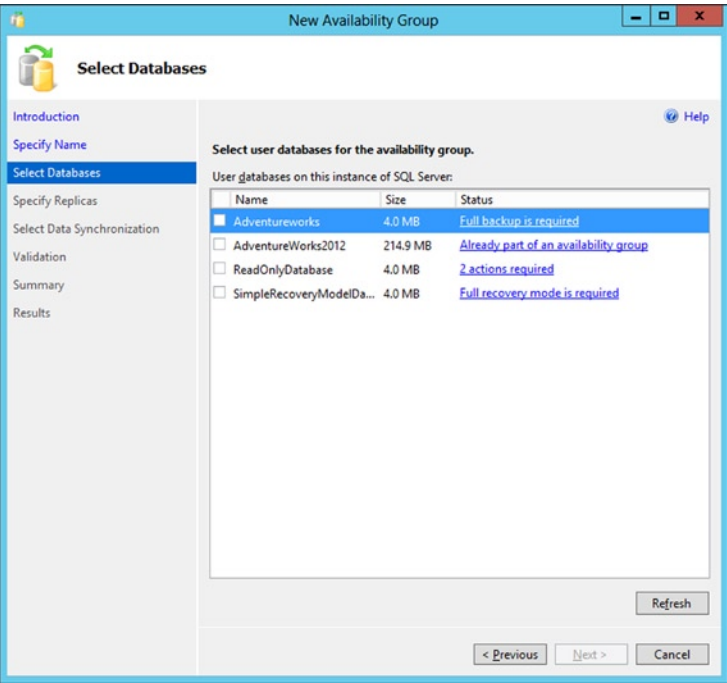 New Availability Group
Select Databases
Introduction
Help
Specify Name
Select user databases for the availability group.
Select Databases
User databases on this instance of SQL Server:
Specify Replicas
Name Size Status
Adventureworks 4.0 MB Full backup is required
Select Data Synchronization
AdventureWorks2012 214.9 MB Already part of an availability group
Validation
ReadOnlyDatabase 4.0 MB 2 actions required
Summary
SimpleRecoveryModelDa... 4.0 MB Full recovery mode is required
Results
Refresh
< Previous Next > Cancel